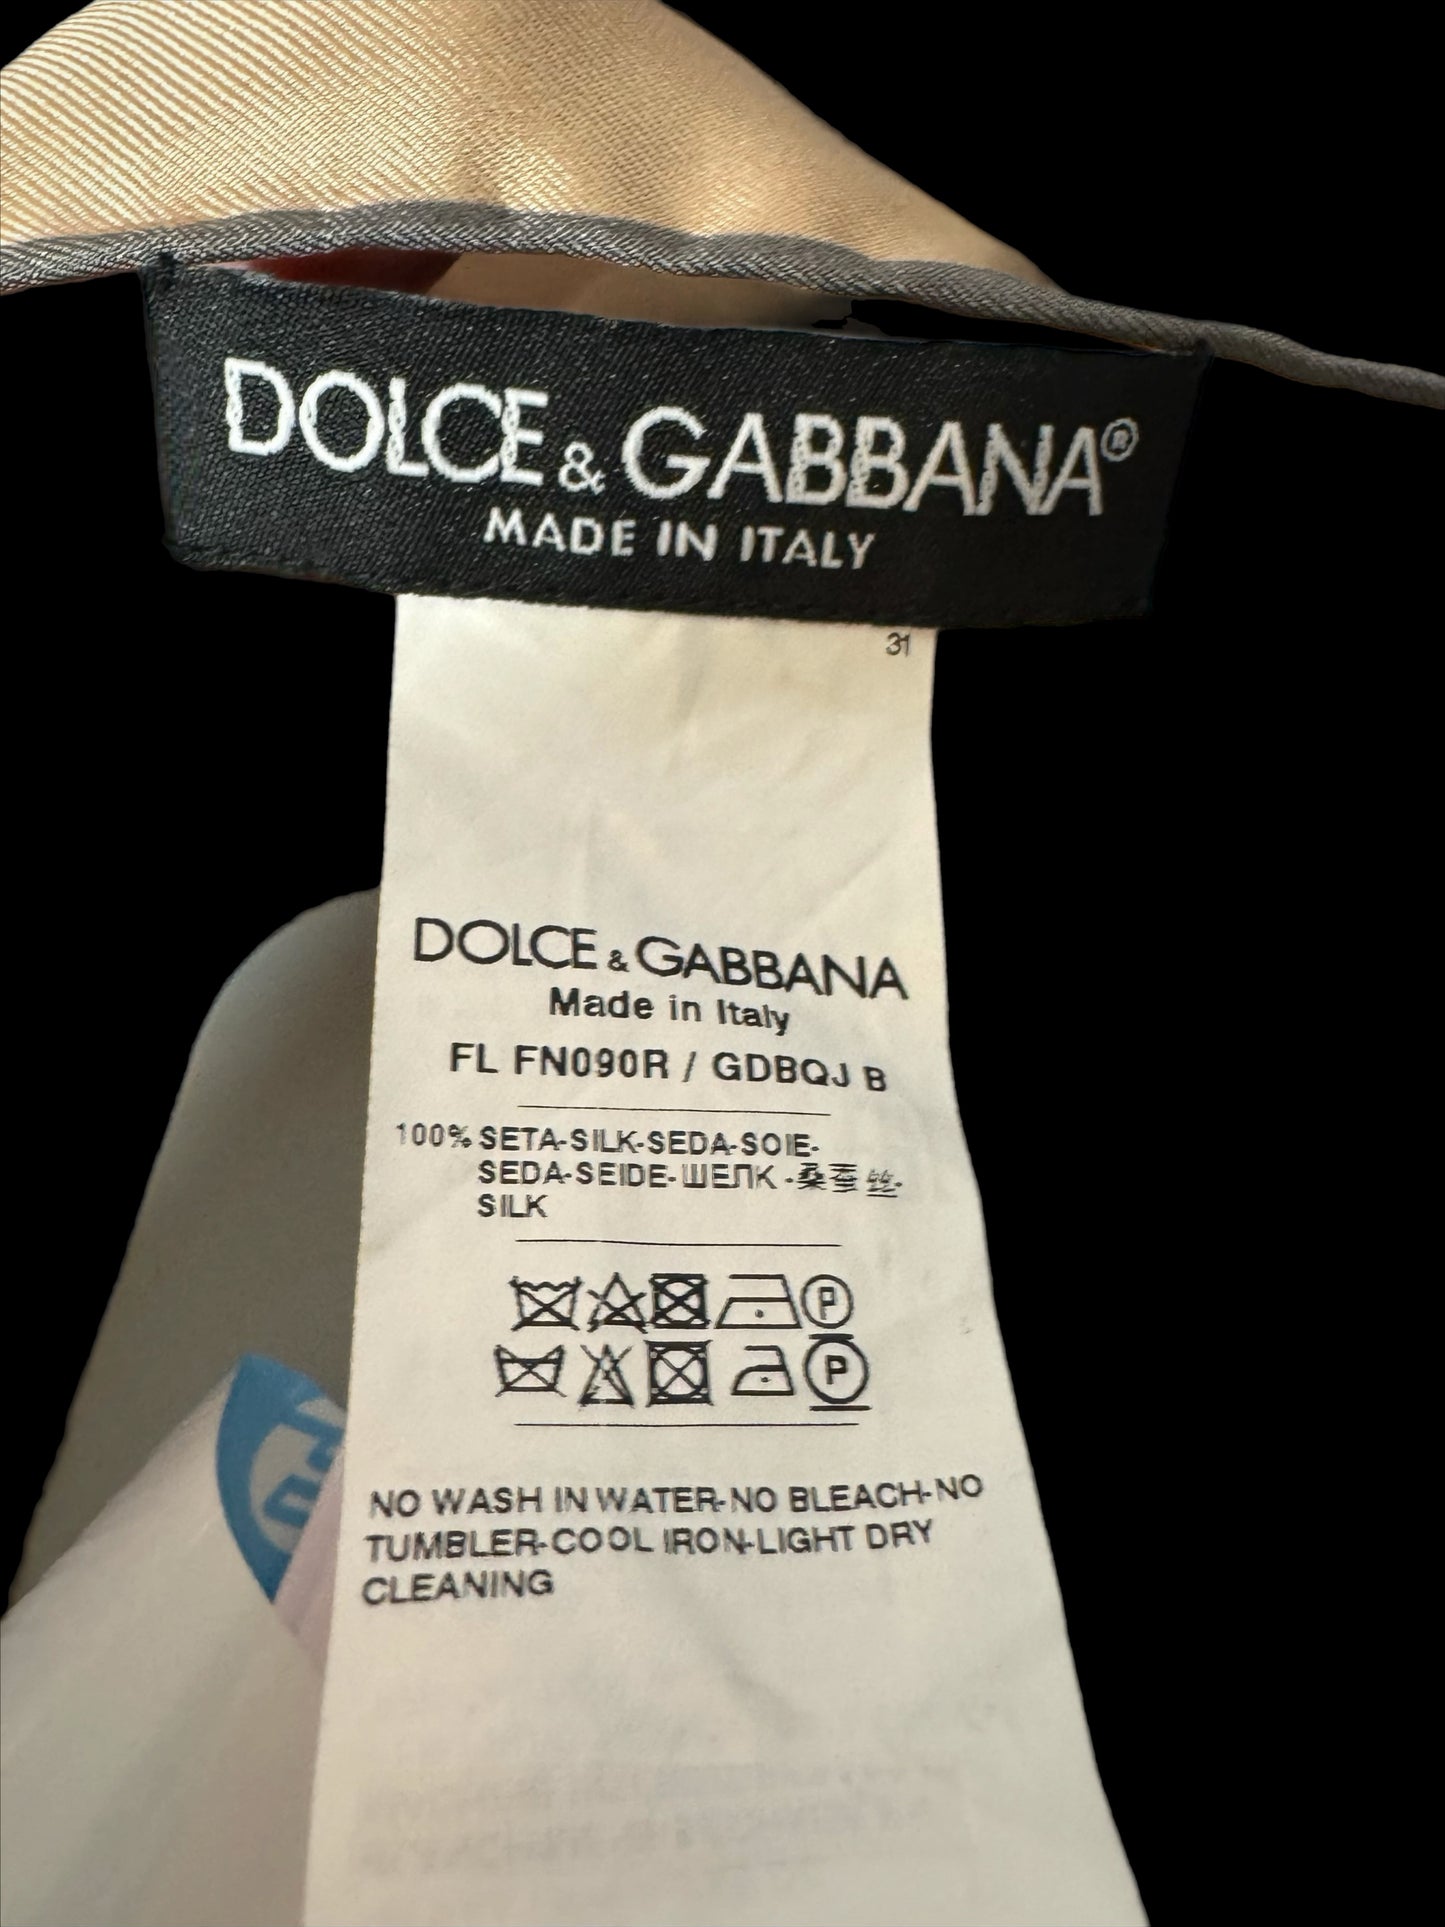 DOLCE & GABBANA®
MADE IN ITALY
31
DOLCE & GABBANA
Made in Italy
FL FN090R / GDBQJ B
100% SETA-SILK-SEDA-SOIE-
SEDA-SEIDE-ШЕЛК-桑蚕丝-
SILK
P
P
NO WASH IN WATER-NO BLEACH-NO
TUMBLER-COOL IRON-LIGHT DRY
CLEANING